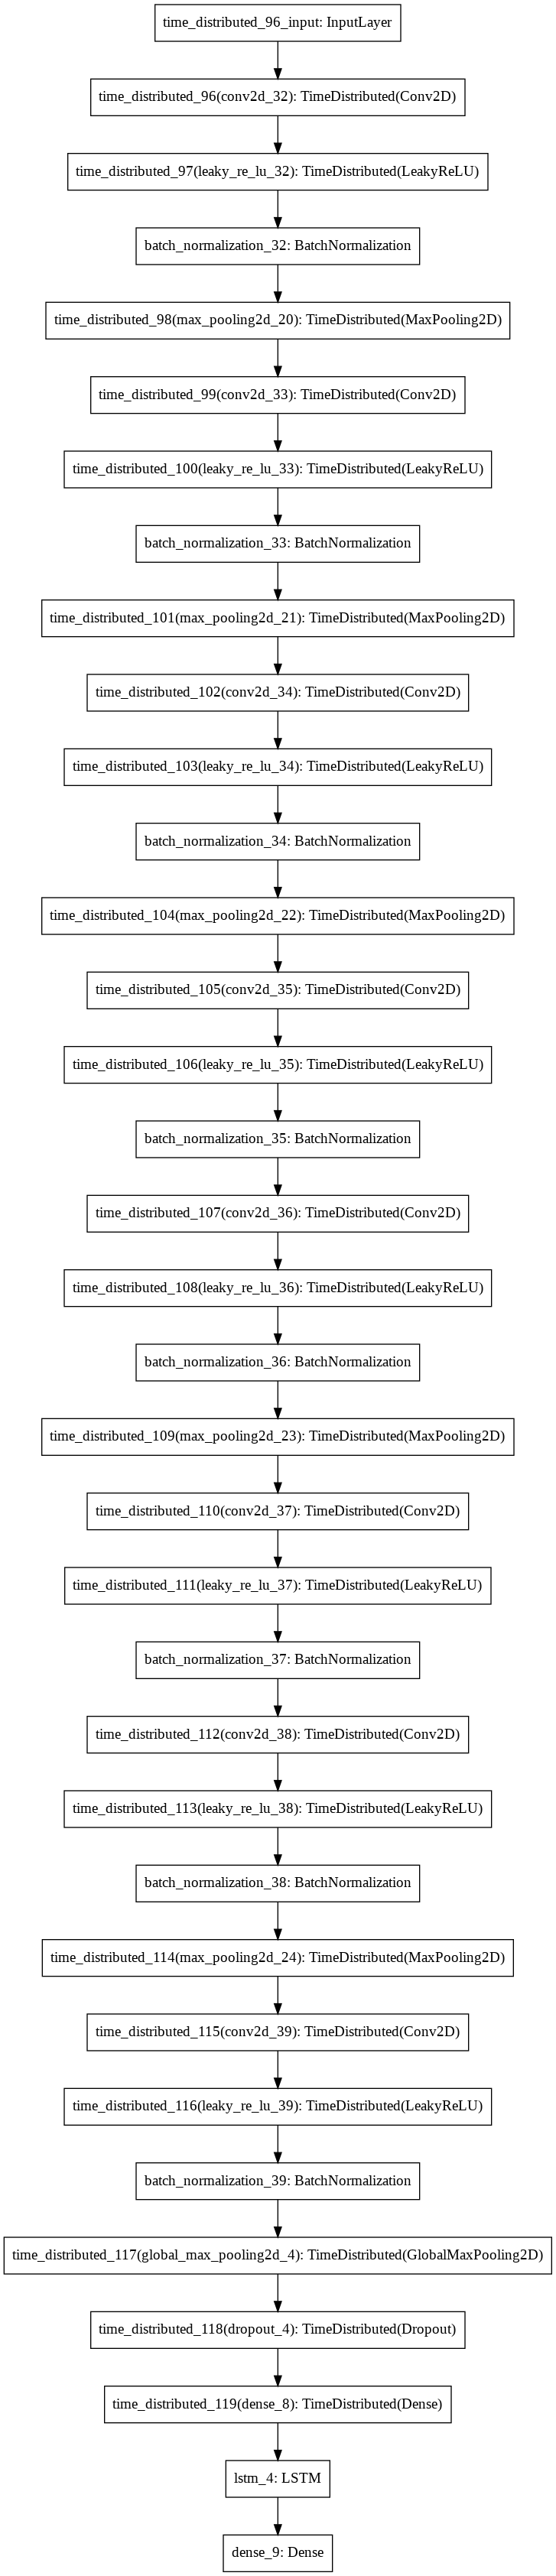 time_distributed_96_input: InputLayer
time_distributed_96(conv2d_32): TimeDistributed(Conv2D)
time_distributed_97(leaky_re_lu_32): TimeDistributed(LeakyReLU)
batch_normalization_32: BatchNormalization
time_distributed_98(max_pooling2d_20): TimeDistributed(MaxPooling2D)
time_distributed_99(conv2d_33): TimeDistributed(Conv2D)
time_distributed_100(leaky_re_lu_33): TimeDistributed(LeakyReLU)
batch_normalization_33: BatchNormalization
time_distributed_101(max_pooling2d_21): TimeDistributed(MaxPooling2D)
time_distributed_102(conv2d_34): TimeDistributed(Conv2D)
time_distributed_103(leaky_re_lu_34): TimeDistributed(LeakyReLU)
batch_normalization_34: BatchNormalization
time_distributed_104(max_pooling2d_22): TimeDistributed(MaxPooling2D)
time_distributed_105(conv2d_35): TimeDistributed(Conv2D)
time_distributed_106(leaky_re_lu_35): TimeDistributed(LeakyReLU)
batch_normalization_35: BatchNormalization
time_distributed_107(conv2d_36): TimeDistributed(Conv2D)
time_distributed_108(leaky_re_lu_36): TimeDistributed(LeakyReLU)
batch_normalization_36: BatchNormalization
time_distributed_109(max_pooling2d_23): TimeDistributed(MaxPooling2D)
time_distributed_110(conv2d_37): TimeDistributed(Conv2D)
time_distributed_111(leaky_re_lu_37): TimeDistributed(LeakyReLU)
batch_normalization_37: BatchNormalization
time_distributed_112(conv2d_38): TimeDistributed(Conv2D)
time_distributed_113(leaky_re_lu_38): TimeDistributed(LeakyReLU)
batch_normalization_38: BatchNormalization
time_distributed_114(max_pooling2d_24): TimeDistributed(MaxPooling2D)
time_distributed_115(conv2d_39): TimeDistributed(Conv2D)
time_distributed_116(leaky_re_lu_39): TimeDistributed(LeakyReLU)
batch_normalization_39: BatchNormalization
time_distributed_117(global_max_pooling2d_4): TimeDistributed(GlobalMaxPooling2D)
time_distributed_118(dropout_4): TimeDistributed(Dropout)
time_distributed_119(dense_8): TimeDistributed(Dense)
lstm_4: LSTM
dense_9: Dense